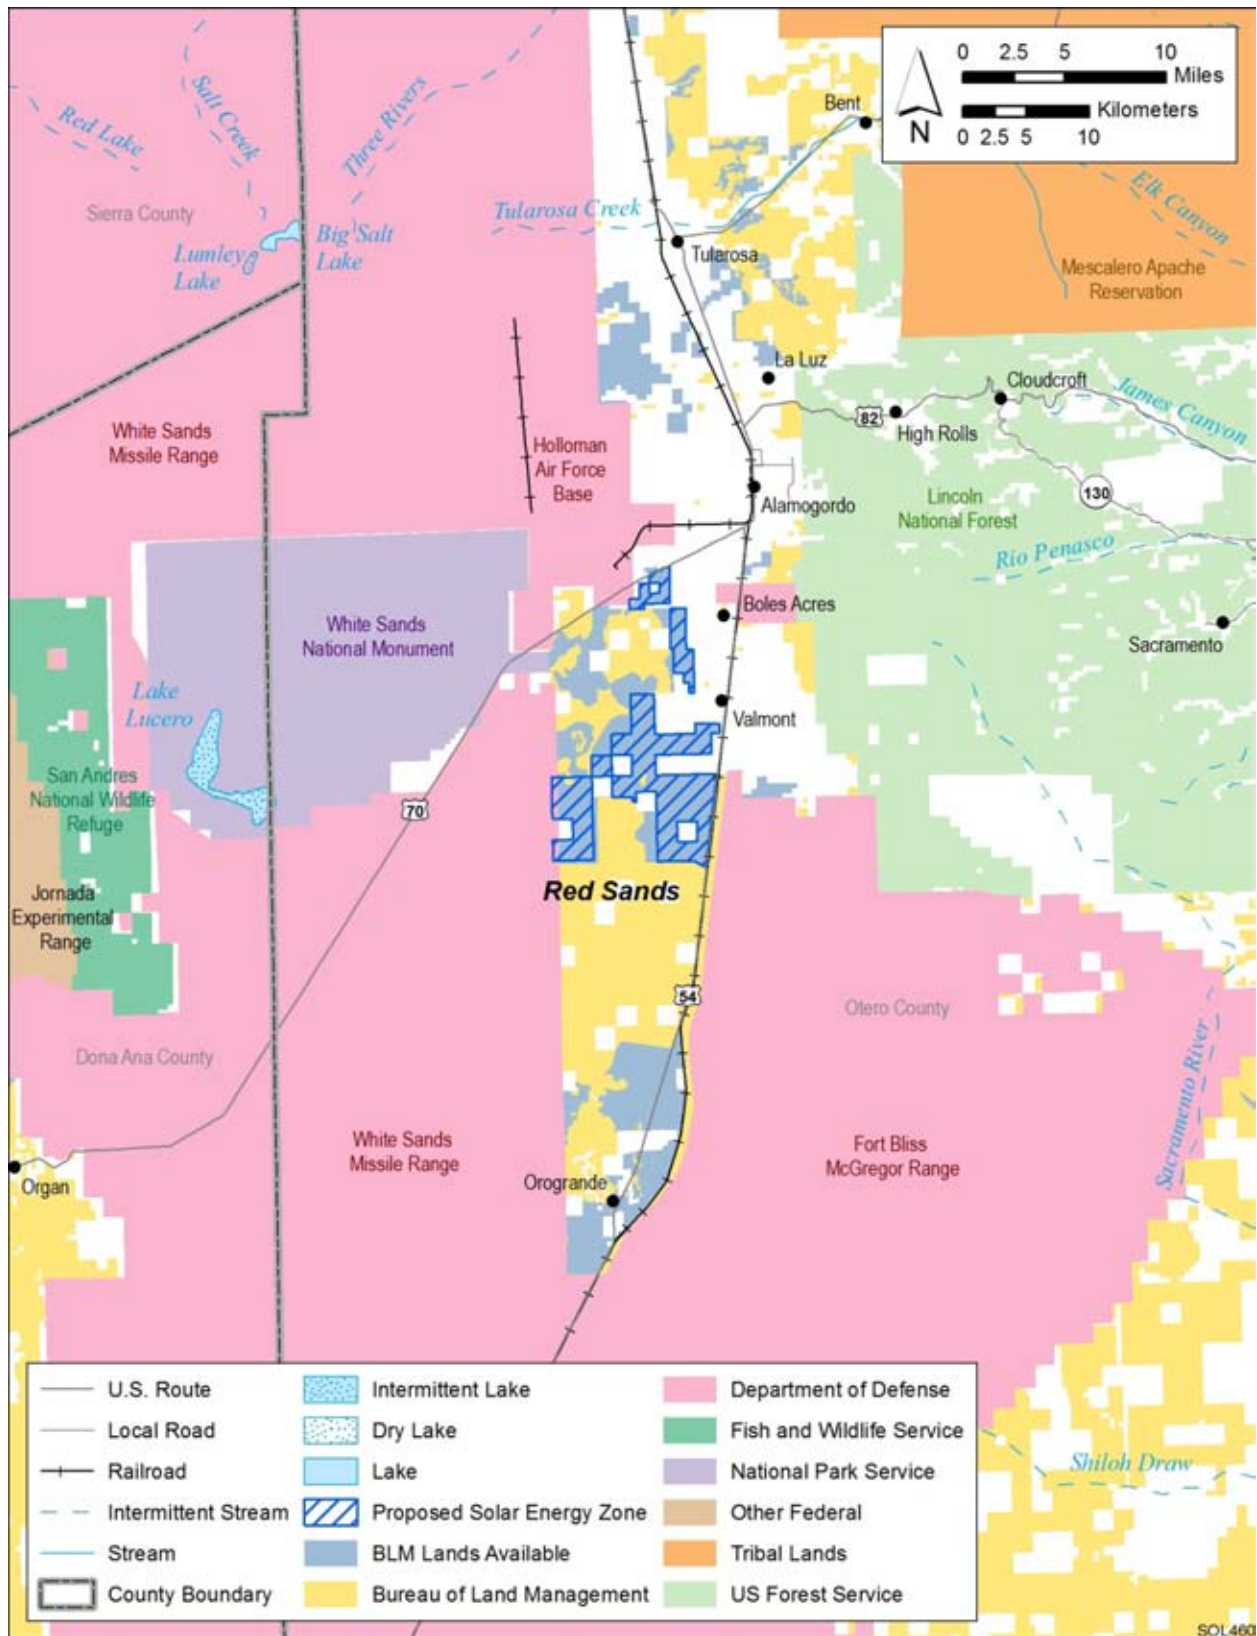 0 2.5 5 10
Miles
Kilometers
0 2.5 5 10
N
Bent
Salt Creek
Three Rivers
Red Lake
Elk Canyon
Sierra County
Tularosa Creek
Big Salt
Lake
Lumley
Lake
Tularosa
Mescalero Apache
Reservation
La Luz
Cloudcroft
James Canyon
82
High Rolls
White Sands
Missile Range
Holloman
Air Force
Base
Alamogordo
130
Lincoln
National Forest
Rio Penasco
Boles Acres
White Sands
National Monument
Sacramento
Lake
Lucero
Valmont
San Andres
National Wildlife
Refuge
70
Red Sands
Jornada
Experimental
Range
54
Otero County
Dona Ana County
Sacramento River
White Sands
Missile Range
Fort Bliss
McGregor Range
Organ
Orogrande
Shiloh Draw
U.S. Route
Local Road
Railroad
Intermittent Stream
Stream
County Boundary
Intermittent Lake
Dry Lake
Lake
Proposed Solar Energy Zone
BLM Lands Available
Bureau of Land Management
Department of Defense
Fish and Wildlife Service
National Park Service
Other Federal
Tribal Lands
US Forest Service